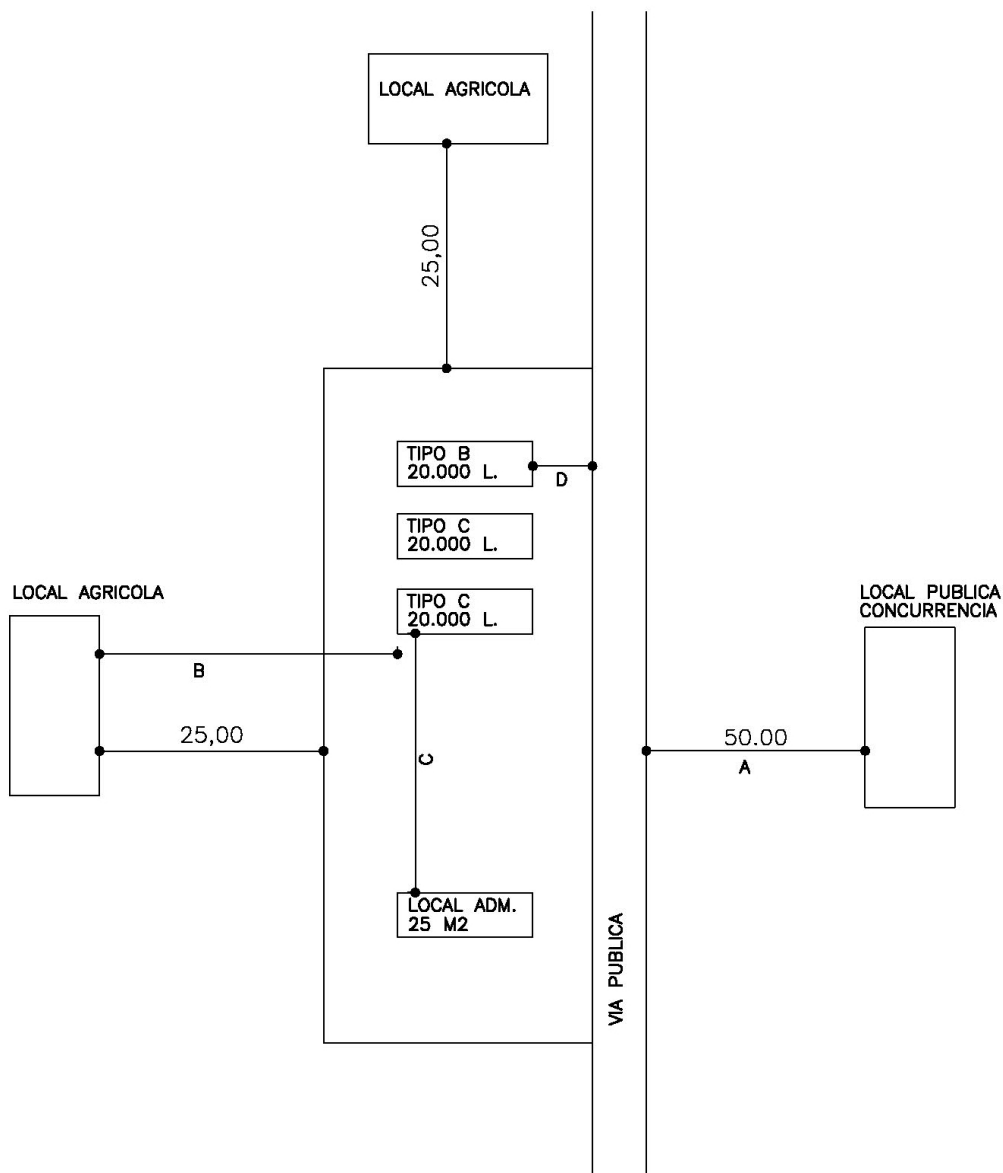 LOCAL AGRICOLA
25,00
TIPO B
20.000 L.
D
TIPO C
20.000 L.
TIPO C
20.000 L.
LOCAL AGRICOLA
LOCAL PUBLICA
CONCURRENCIA
B
25,00
C
50.00
A
LOCAL ADM.
25 M2
VIA PUBLICA